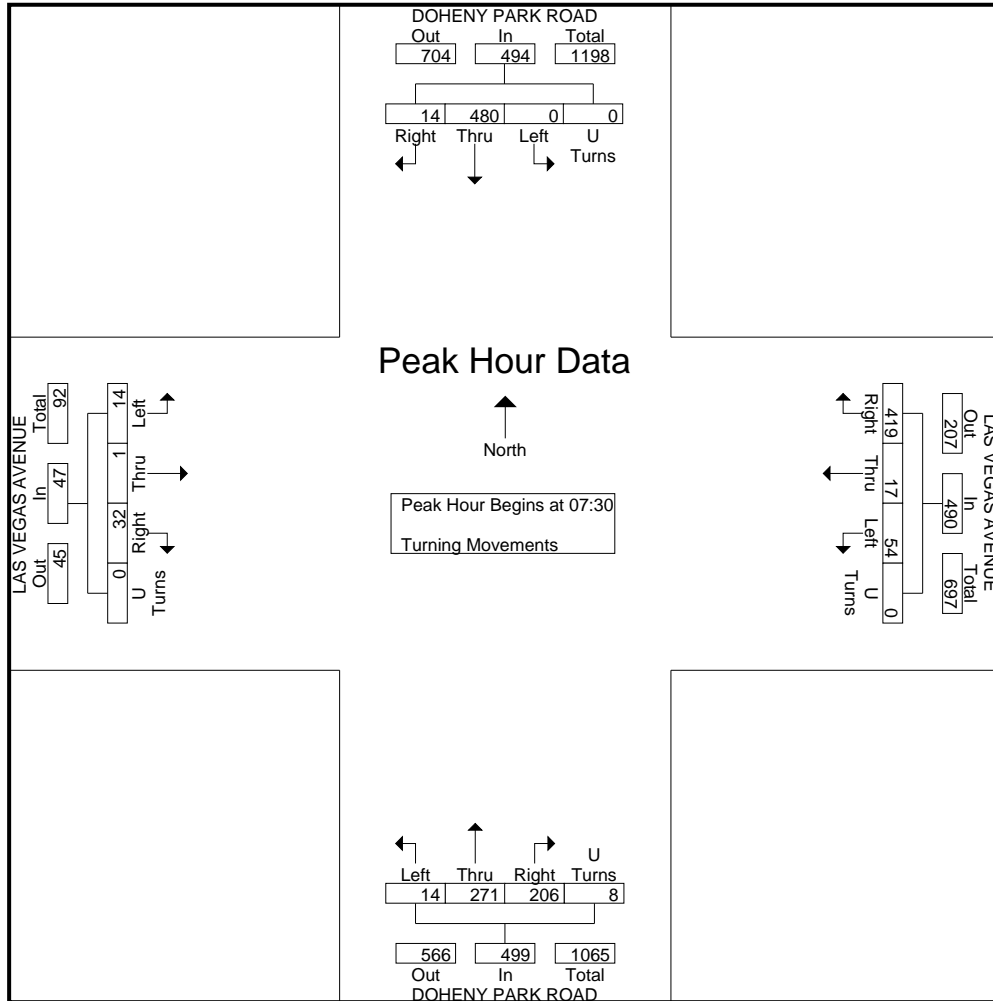 DOHENY PARK ROAD
Out In Total
704 494 1198
14 480 0 0
Right Thru Left U
Turns
Peak Hour Data
North
Peak Hour Begins at 07:30
Turning Movements
LAS VEGAS AVENUE
Total In Out
92 47 45
14 1 32 0
Left Thru Right U
Turns
LAS VEGAS AVENUE
Out In Total
207 490 697
419 17 54 0
Right Thru Left U
Turns
U
Left Thru Right Turns
14 271 206 8
566 499 1065
Out In Total
DOHENY PARK ROAD